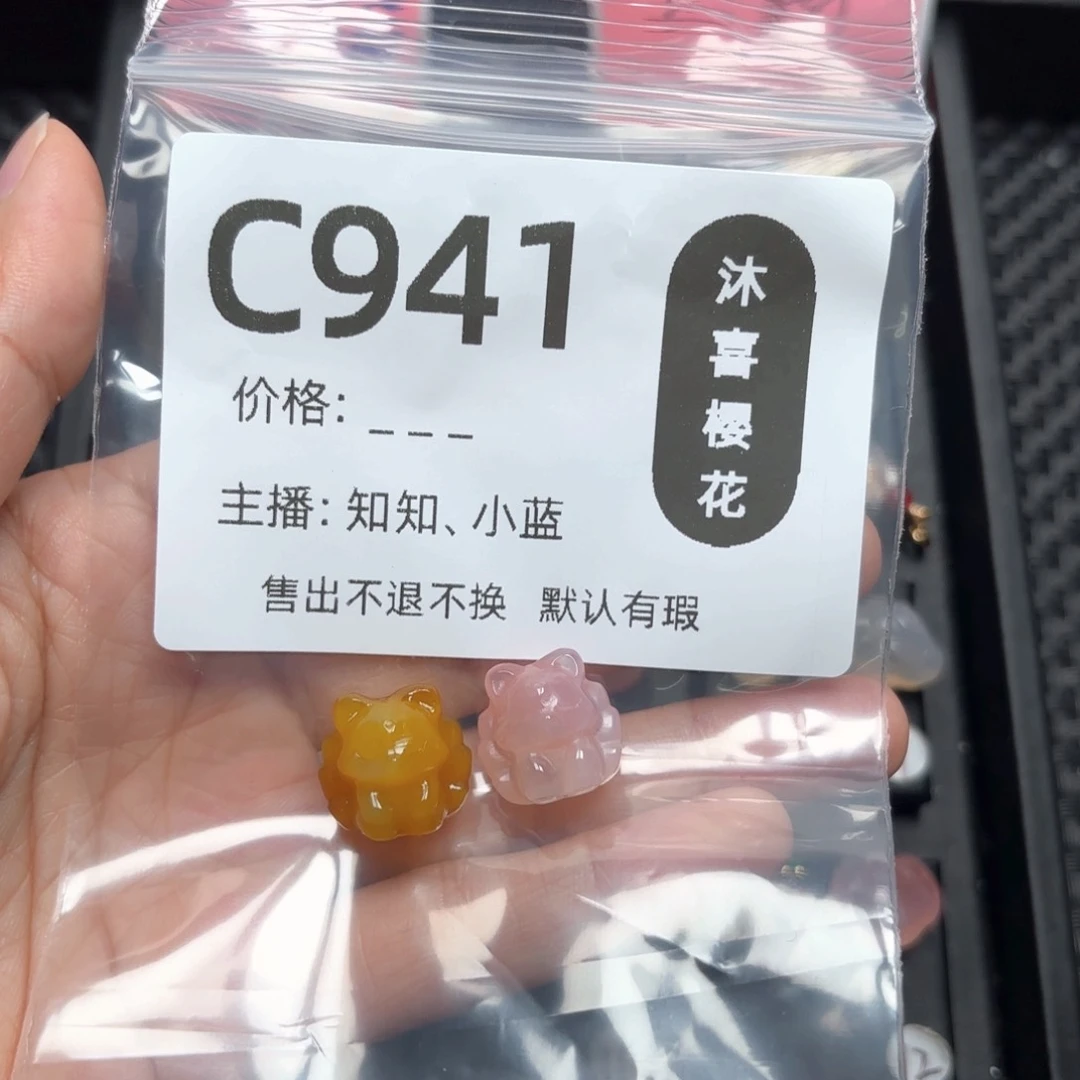 C941
沐喜樱花
价格: _ _ _
主播: 知知、小蓝
售出不退不换 默认有瑕